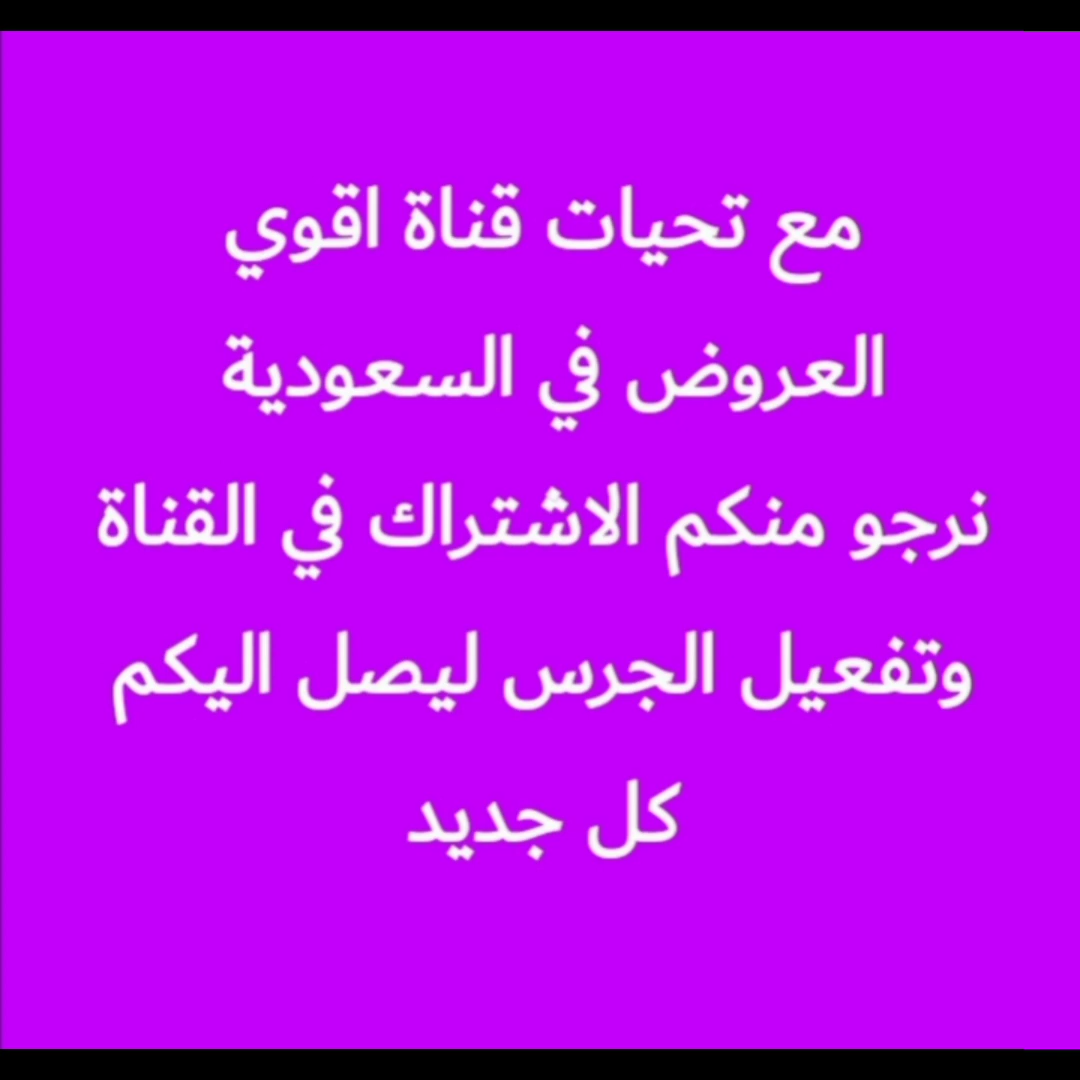 مع تحيات قناة اقوي
العروض في السعودية
نرجو منكم الاشتراك في القناة
وتفعيل الجرس ليصل اليكم
كل جديد